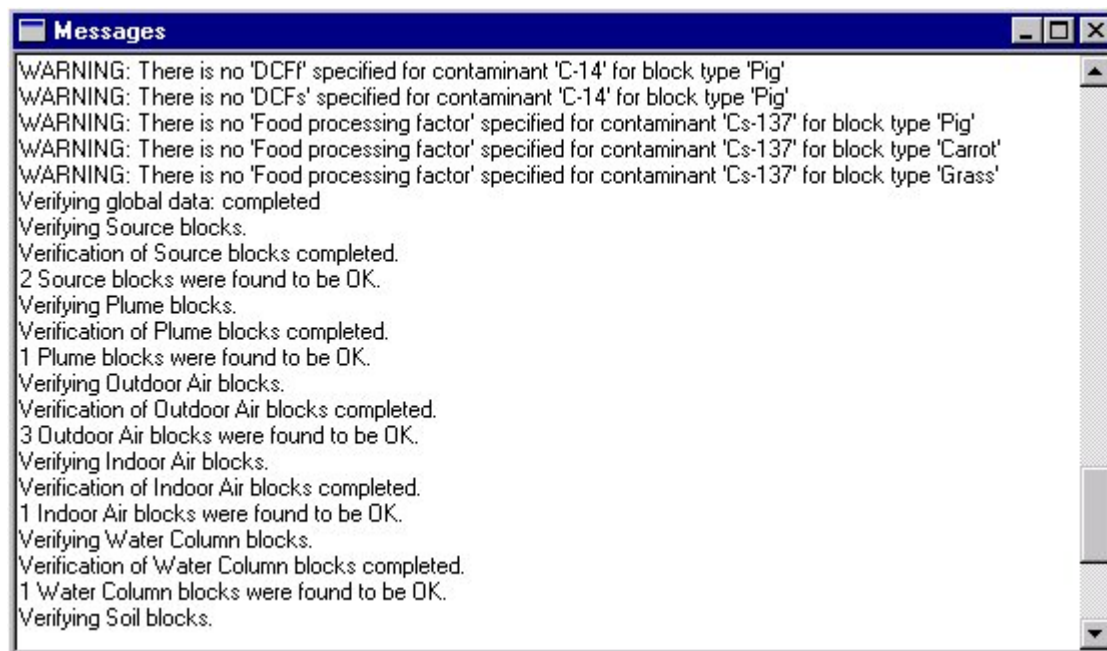 Messages
WARNING: There is no 'DCFf' specified for contaminant 'C-14' for block type 'Pig'
WARNING: There is no 'DCFs' specified for contaminant 'C-14' for block type 'Pig'
WARNING: There is no 'Food processing factor' specified for contaminant 'Cs-137' for block type 'Pig'
WARNING: There is no 'Food processing factor' specified for contaminant 'Cs-137' for block type 'Carrot'
WARNING: There is no 'Food processing factor' specified for contaminant 'Cs-137' for block type 'Grass'
Verifying global data: completed
Verifying Source blocks.
Verification of Source blocks completed.
2 Source blocks were found to be OK.
Verifying Plume blocks.
Verification of Plume blocks completed.
1 Plume blocks were found to be OK.
Verifying Outdoor Air blocks.
Verification of Outdoor Air blocks completed.
3 Outdoor Air blocks were found to be OK.
Verifying Indoor Air blocks.
Verification of Indoor Air blocks completed.
1 Indoor Air blocks were found to be OK.
Verifying Water Column blocks.
Verification of Water Column blocks completed.
1 Water Column blocks were found to be OK.
Verifying Soil blocks.